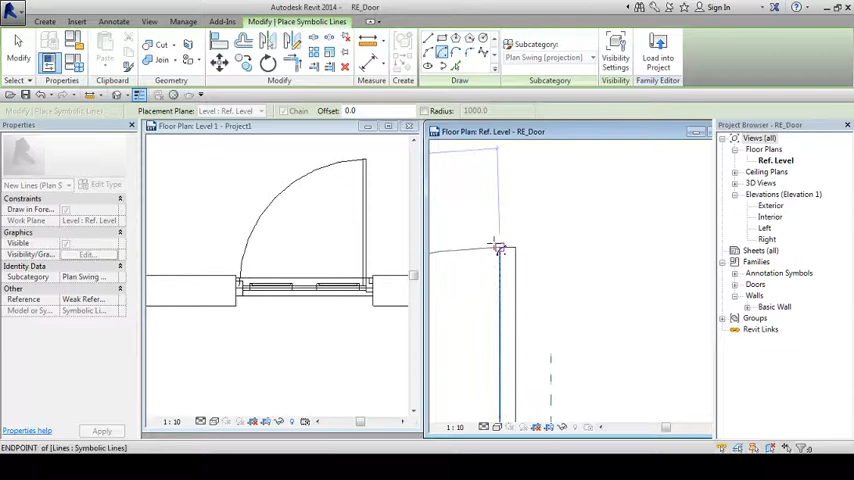 Autodesk Revit 2014 - RE_Door
Sign In
Create
Insert
Annotate
View
Manage
Add-Ins
Modify | Place Symbolic Lines
Modify
Paste
Cut
Join
Subcategory:
Plan Swing [projection]
Visibility
Settings
Load into
Project
Select
Properties
Clipboard
Geometry
Modify
Measure
Create
Draw
Subcategory
Visibility
Family Editor
Modify | Place Symbolic Lines
Placement Plane:
Level : Ref. Level
Chain
Offset:
0.0
Radius:
1000.0
Properties
New Lines (Plan S
Edit Type
Constraints
Draw in Fore...
Work Plane
Level : Ref. Level
Graphics
Visible
Visibility/Gra...
Edit...
Identity Data
Subcategory
Plan Swing ...
Other
Reference
Weak Refer...
Model or Sy...
Symbolic Li...
Properties help
Apply
Floor Plan: Level 1 - Project1
1 : 10
Floor Plan: Ref. Level - RE_Door
1 : 10
Project Browser - RE_Door
Views (all)
Floor Plans
Ref. Level
Ceiling Plans
3D Views
Elevations (Elevation 1)
Exterior
Interior
Left
Right
Sheets (all)
Families
Annotation Symbols
Doors
Walls
Basic Wall
Groups
Revit Links
ENDPOINT of [Lines : Symbolic Lines]
:0